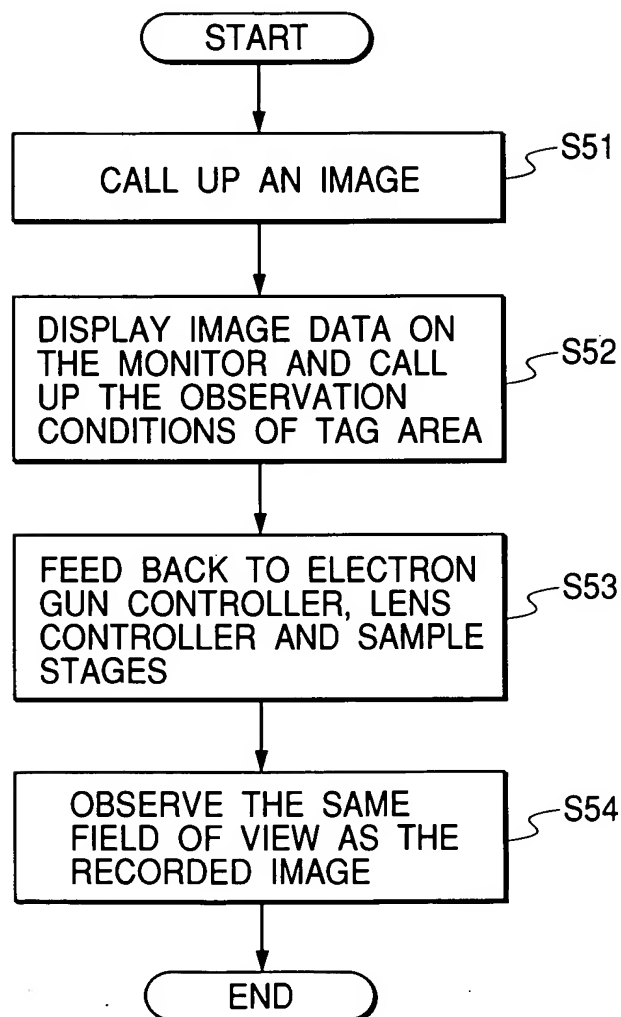 START
CALL UP AN IMAGE
S51
DISPLAY IMAGE DATA ON
THE MONITOR AND CALL
UP THE OBSERVATION
CONDITIONS OF TAG AREA
S52
FEED BACK TO ELECTRON
GUN CONTROLLER, LENS
CONTROLLER AND SAMPLE
STAGES
S53
OBSERVE THE SAME
FIELD OF VIEW AS THE
RECORDED IMAGE
S54
END